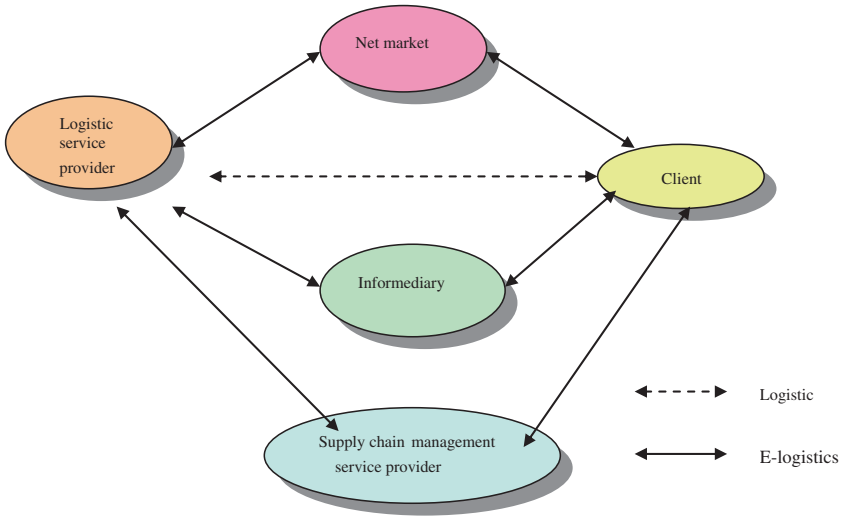 Net market
Logistic
service
provider
Client
Informediary
Logistic
Supply chain management
service provider
E-logistics